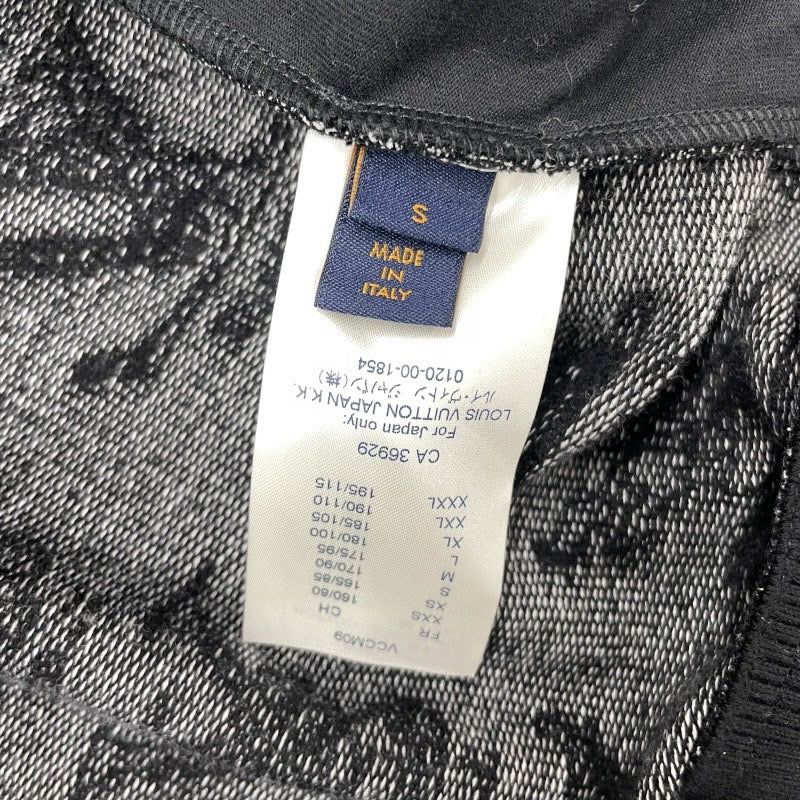 S
MADE
IN
ITALY
VCCM09
FR CH
XXS 160/80
XS 165/85
S 170/90
M 175/95
L 180/100
XL 185/105
XXL 190/110
XXXL 195/115
CA 36929
For Japan only:
LOUIS VUITTON JAPAN K.K.
ルイ・ヴィトン ジャパン(株)
0120-00-1854